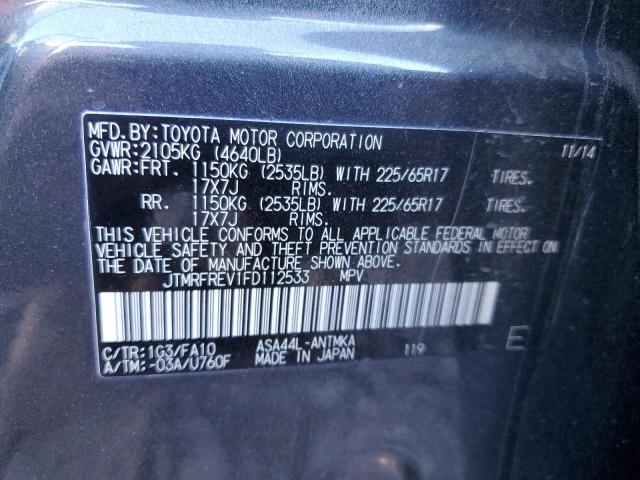 MFD. BY: TOYOTA MOTOR CORPORATION 11/14
GVWR: 2105KG (4640LB)
GAWR: FRT. 1150KG (2535LB) WITH 225/65R17 TIRES.
17X7J RIMS.
RR. 1150KG (2535LB) WITH 225/65R17 TIRES.
17X7J RIMS.
THIS VEHICLE CONFORMS TO ALL APPLICABLE FEDERAL MOTOR
VEHICLE SAFETY AND THEFT PREVENTION STANDARDS IN EFFECT ON
THE DATE OF MANUFACTURE SHOWN ABOVE.
JTMRFREV1FD112533 MPV
C/TR: 1G3/FA10 ASA44L-ANTMKA E
A/TM: -03A/U760F MADE IN JAPAN 119